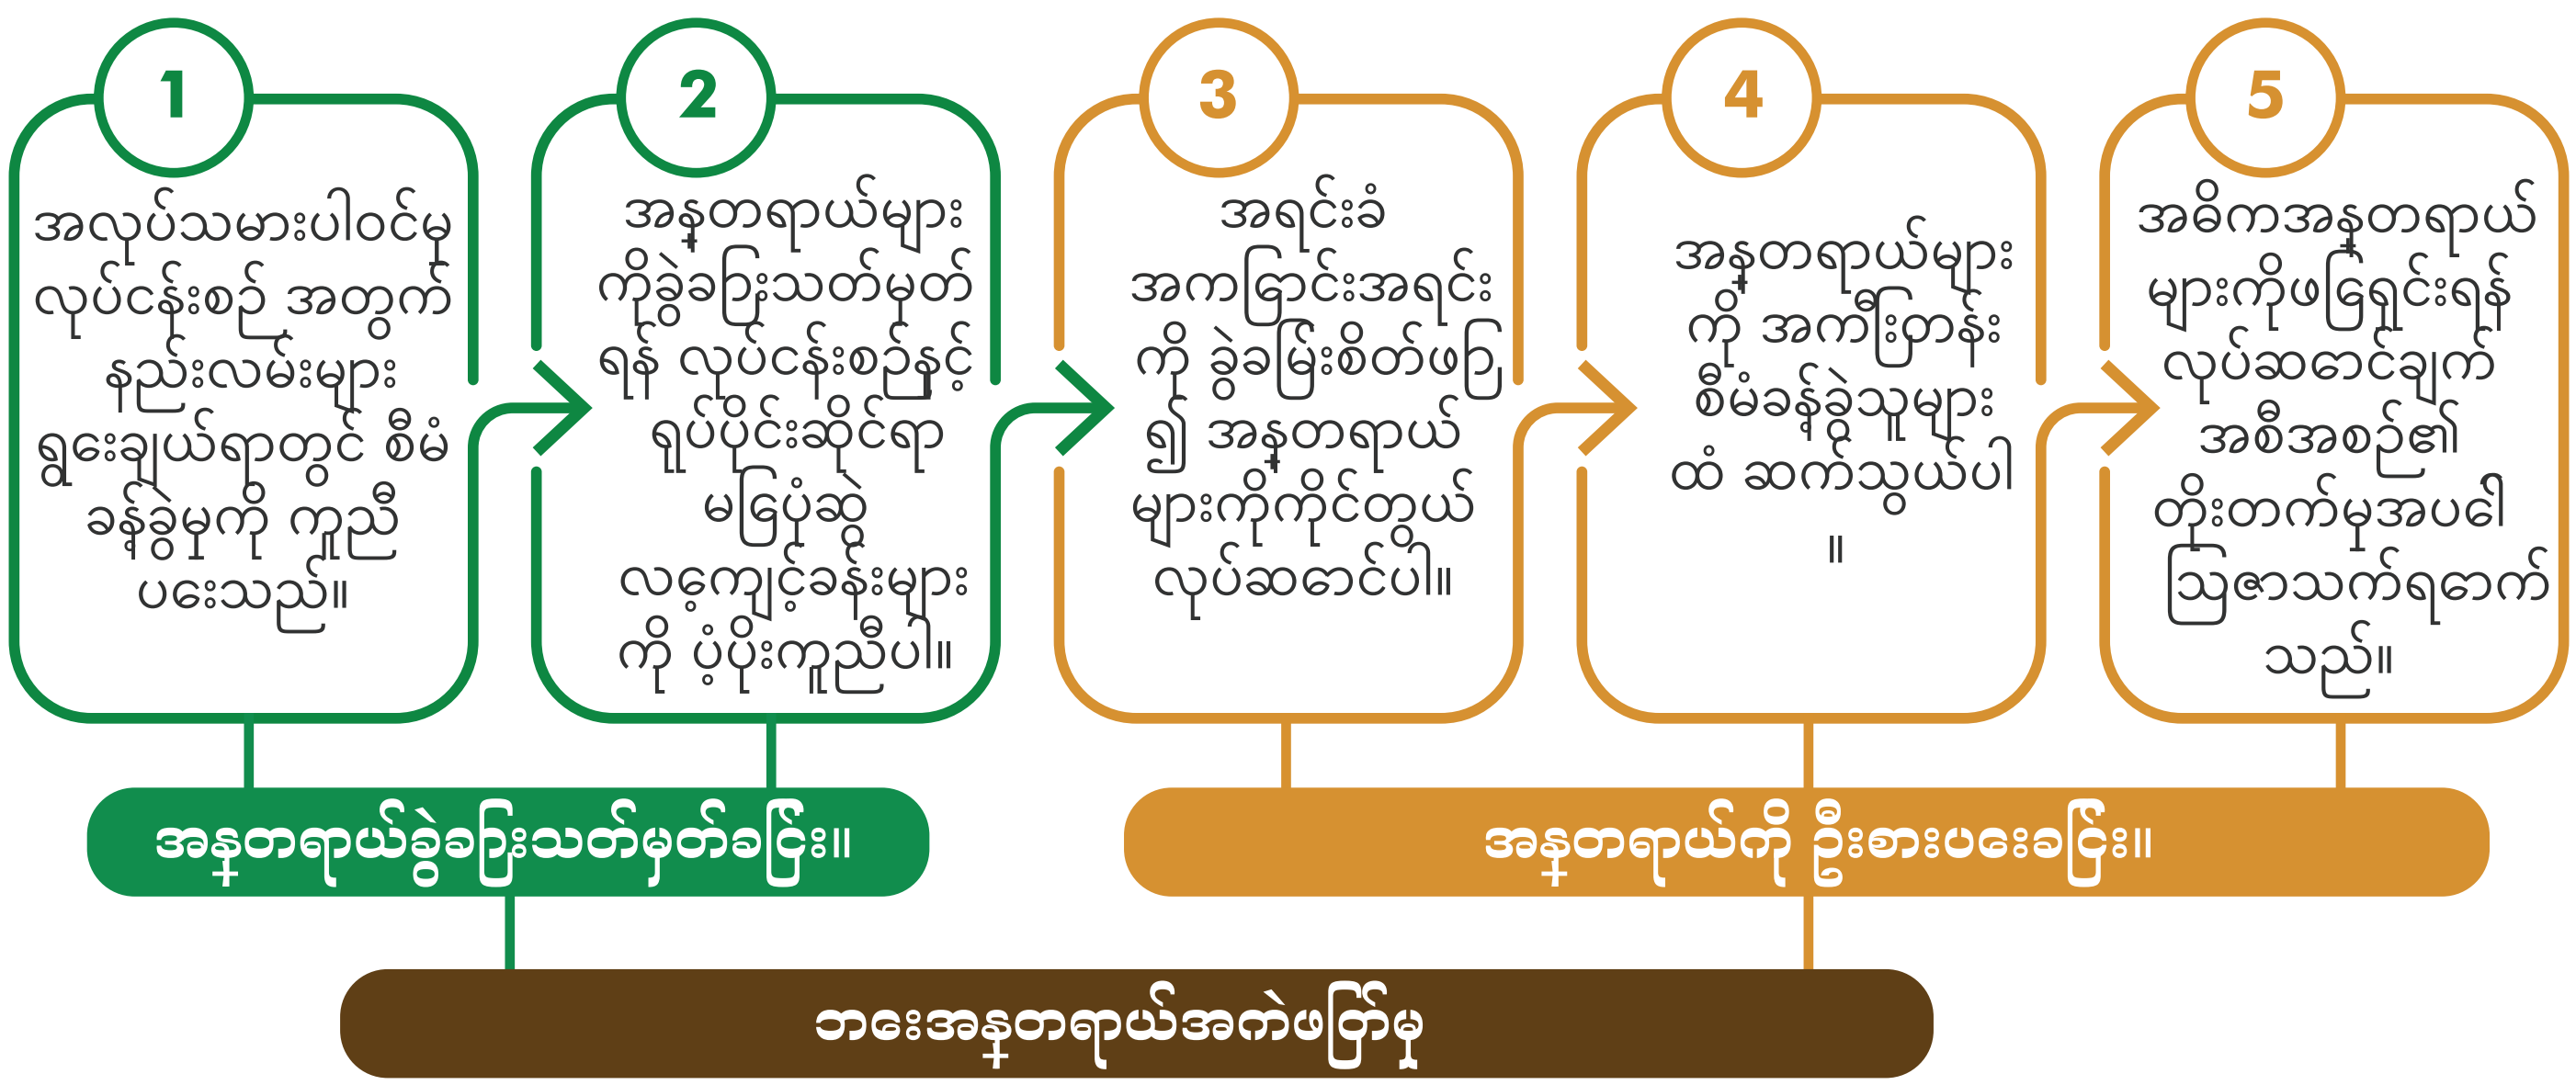 1
အလုပ်သမားပါဝင်မှု
လုပ်ငန်းစဉ် အတွက်
နည်းလမ်းများ
ရွေးချယ်ရာတွင် စီမံ
ခန့်ခွဲမှုကို ကူညီ
ပေးသည်။
2
အန္တရာယ်များ
ကိုခွဲခြားသတ်မှတ်
ရန် လုပ်ငန်းစဉ်နှင့်
ရုပ်ပိုင်းဆိုင်ရာ
မြေပုံဆွဲ
လေ့ကျင့်ခန်းများ
ကို ပံ့ပိုးကူညီပါ။
3
အရင်းခံ
အကြောင်းအရင်း
ကို ခွဲခြမ်းစိတ်ဖြာ
၍ အန္တရာယ်
များကိုကိုင်တွယ်
လုပ်ဆောင်ပါ။
4
အန္တရာယ်များ
ကို အကြီးတန်း
စီမံခန့်ခွဲသူများ
ထံ ဆက်သွယ်ပါ
။
5
အဓိကအန္တရာယ်
များကိုဖြေရှင်းရန်
လုပ်ဆောင်ချက်
အစီအစဉ်၏
တိုးတက်မှုအပေါ်
ဩဇာသက်ရောက်
သည်။
အန္တရာယ်ခွဲခြားသတ်မှတ်ခြင်း။
အန္တရာယ်ကို ဦးစားပေးခြင်း။
ဘေးအန္တရာယ်အကဲဖြတ်မှု